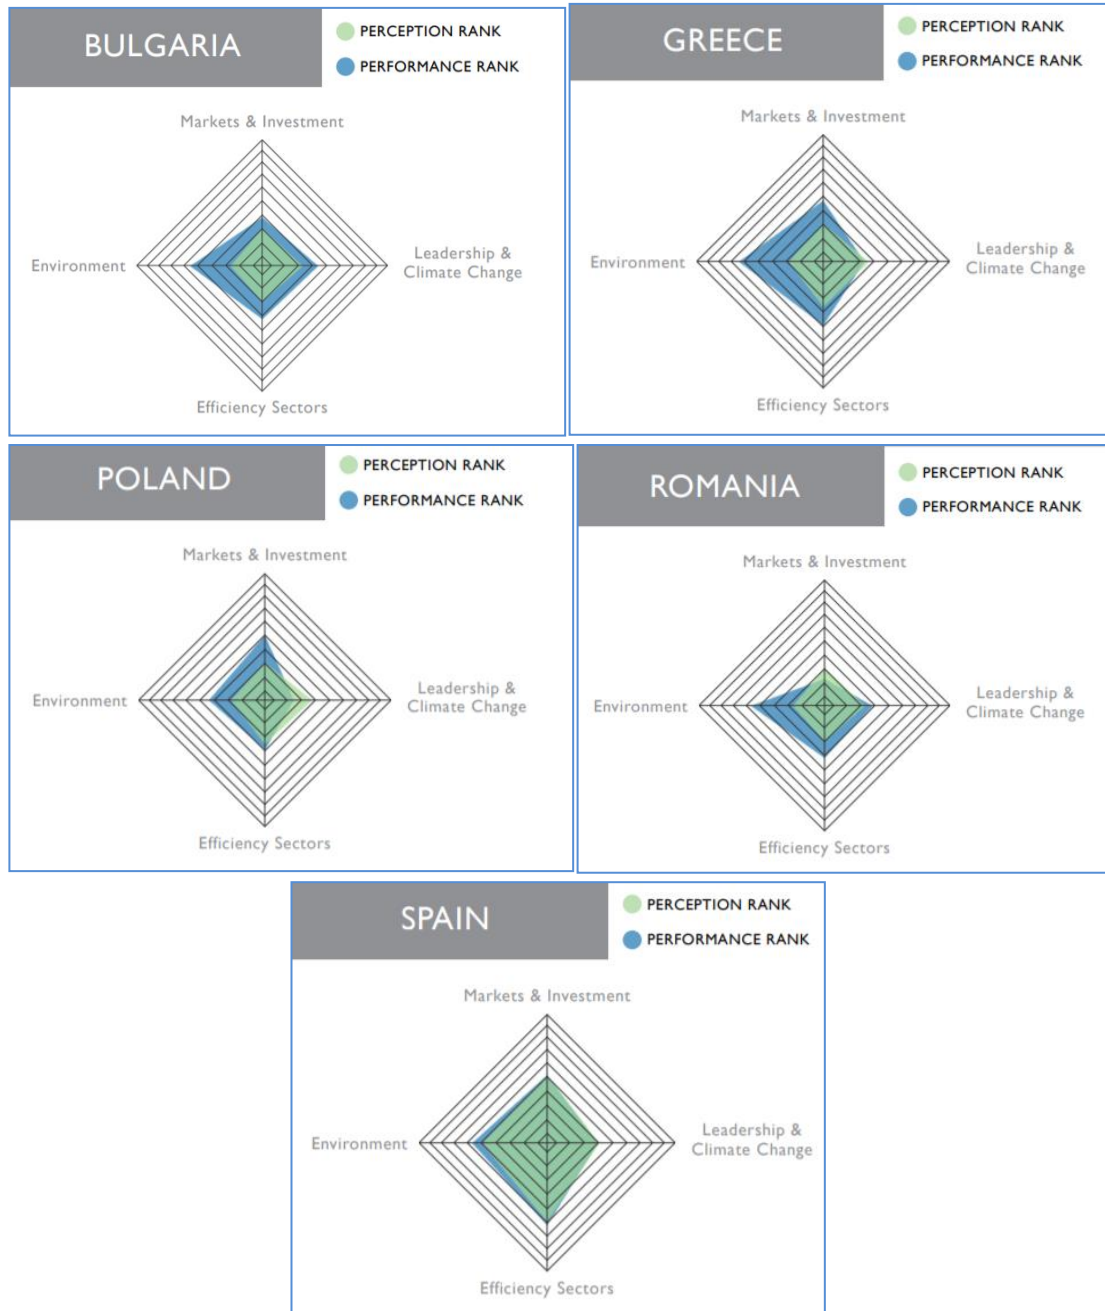 BULGARIA
PERCEPTION RANK
PERFORMANCE RANK
Markets & Investment
Environment
Leadership &
Climate Change
Efficiency Sectors
GREECE
PERCEPTION RANK
PERFORMANCE RANK
Markets & Investment
Environment
Leadership &
Climate Change
Efficiency Sectors
POLAND
PERCEPTION RANK
PERFORMANCE RANK
Markets & Investment
Environment
Leadership &
Climate Change
Efficiency Sectors
ROMANIA
PERCEPTION RANK
PERFORMANCE RANK
Markets & Investment
Environment
Leadership &
Climate Change
Efficiency Sectors
SPAIN
PERCEPTION RANK
PERFORMANCE RANK
Markets & Investment
Environment
Leadership &
Climate Change
Efficiency Sectors